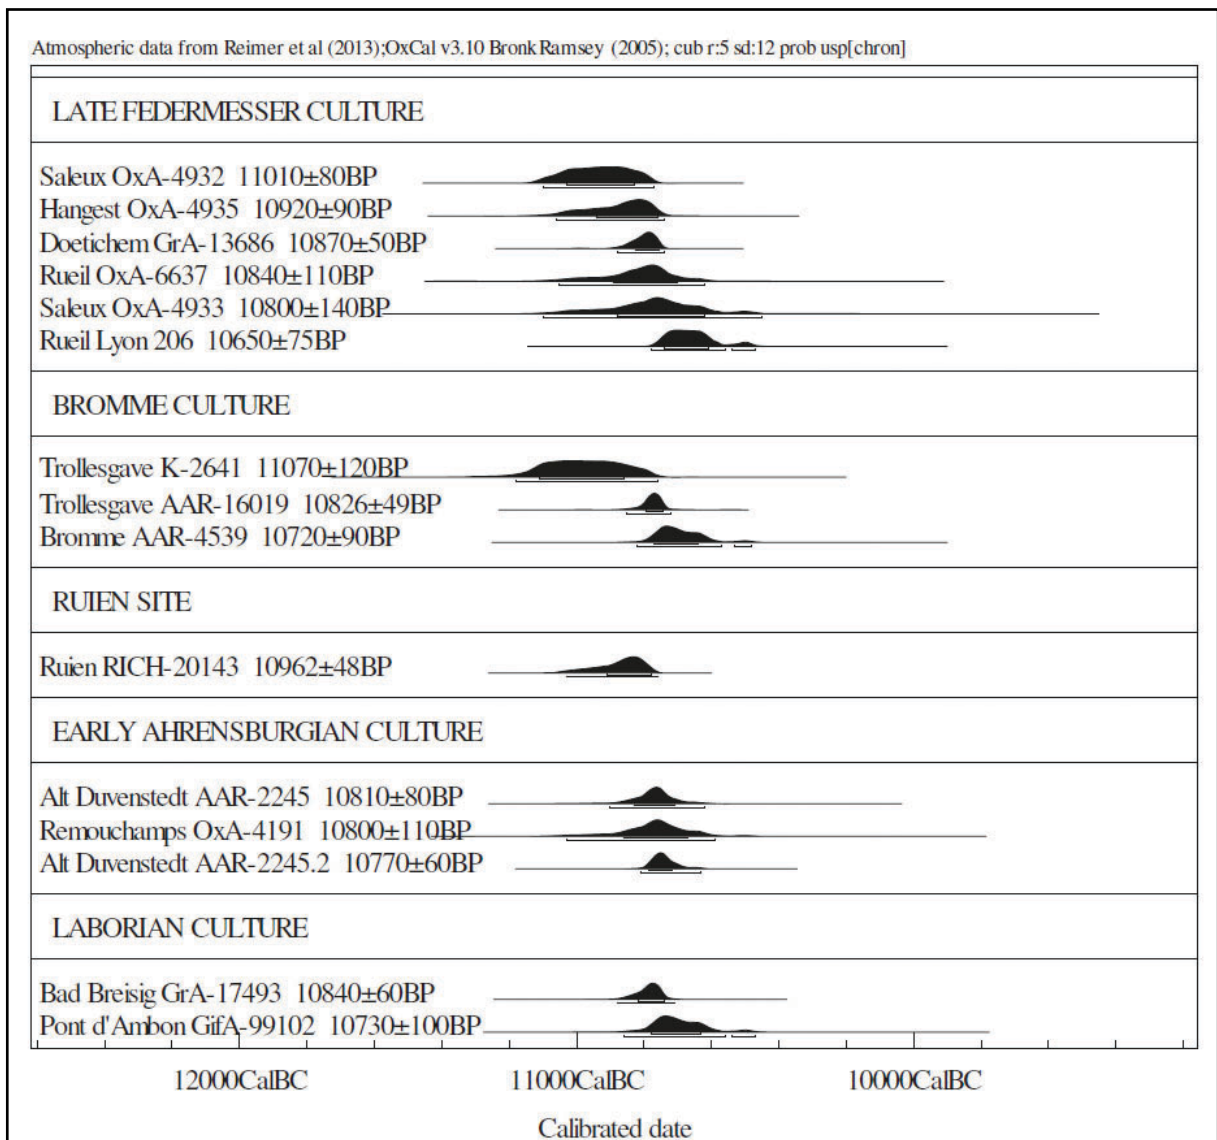 Atmospheric data from Reimer et al (2013);OxCal v3.10 Bronk Ramsey (2005); cub r:5 sd:12 prob usp[chron]
LATE FEDERMESSER CULTURE
Saleux OxA-4932 11010±80BP
Hangest OxA-4935 10920±90BP
Doetichem GrA-13686 10870±50BP
Rueil OxA-6637 10840±110BP
Saleux OxA-4933 10800±140BP
Rueil Lyon 206 10650±75BP
BROMME CULTURE
Trollesgave K-2641 11070±120BP
Trollesgave AAR-16019 10826±49BP
Bromme AAR-4539 10720±90BP
RUIEN SITE
Ruien RICH-20143 10962±48BP
EARLY AHRENSBURGIAN CULTURE
Alt Duvenstedt AAR-2245 10810±80BP
Remouchamps OxA-4191 10800±110BP
Alt Duvenstedt AAR-2245.2 10770±60BP
LABORIAN CULTURE
Bad Breisig GrA-17493 10840±60BP
Pont d'Ambon GifA-99102 10730±100BP
12000CalBC 11000CalBC 10000CalBC
Calibrated date